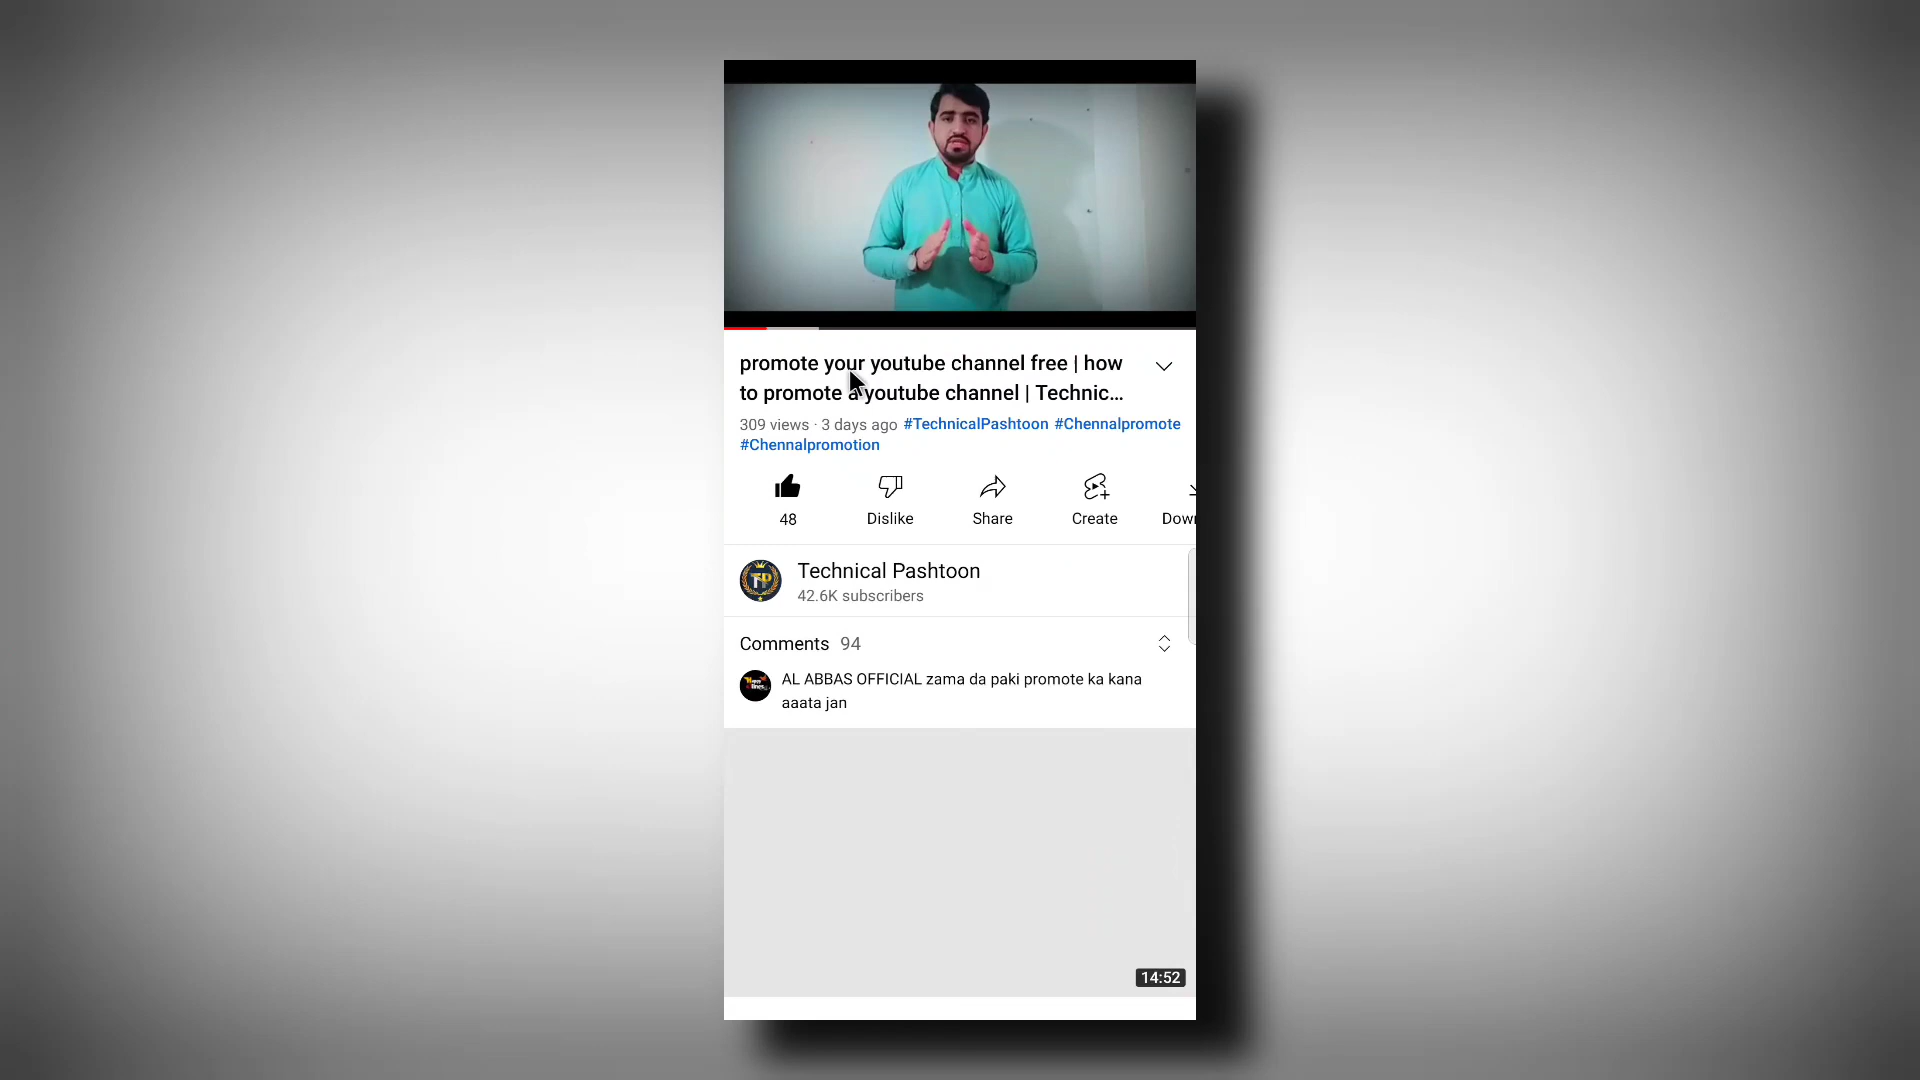 promote your youtube channel free | how
to promote a youtube channel | Technic...
309 views · 3 days ago #TechnicalPashtoon #Chennalpromote
#Chennalpromotion
48
Dislike
Share
Create
Down
Technical Pashtoon
TP
42.6K subscribers
Comments 94
AL ABBAS OFFICIAL zama da paki promote ka kana
aaata jan
14:52